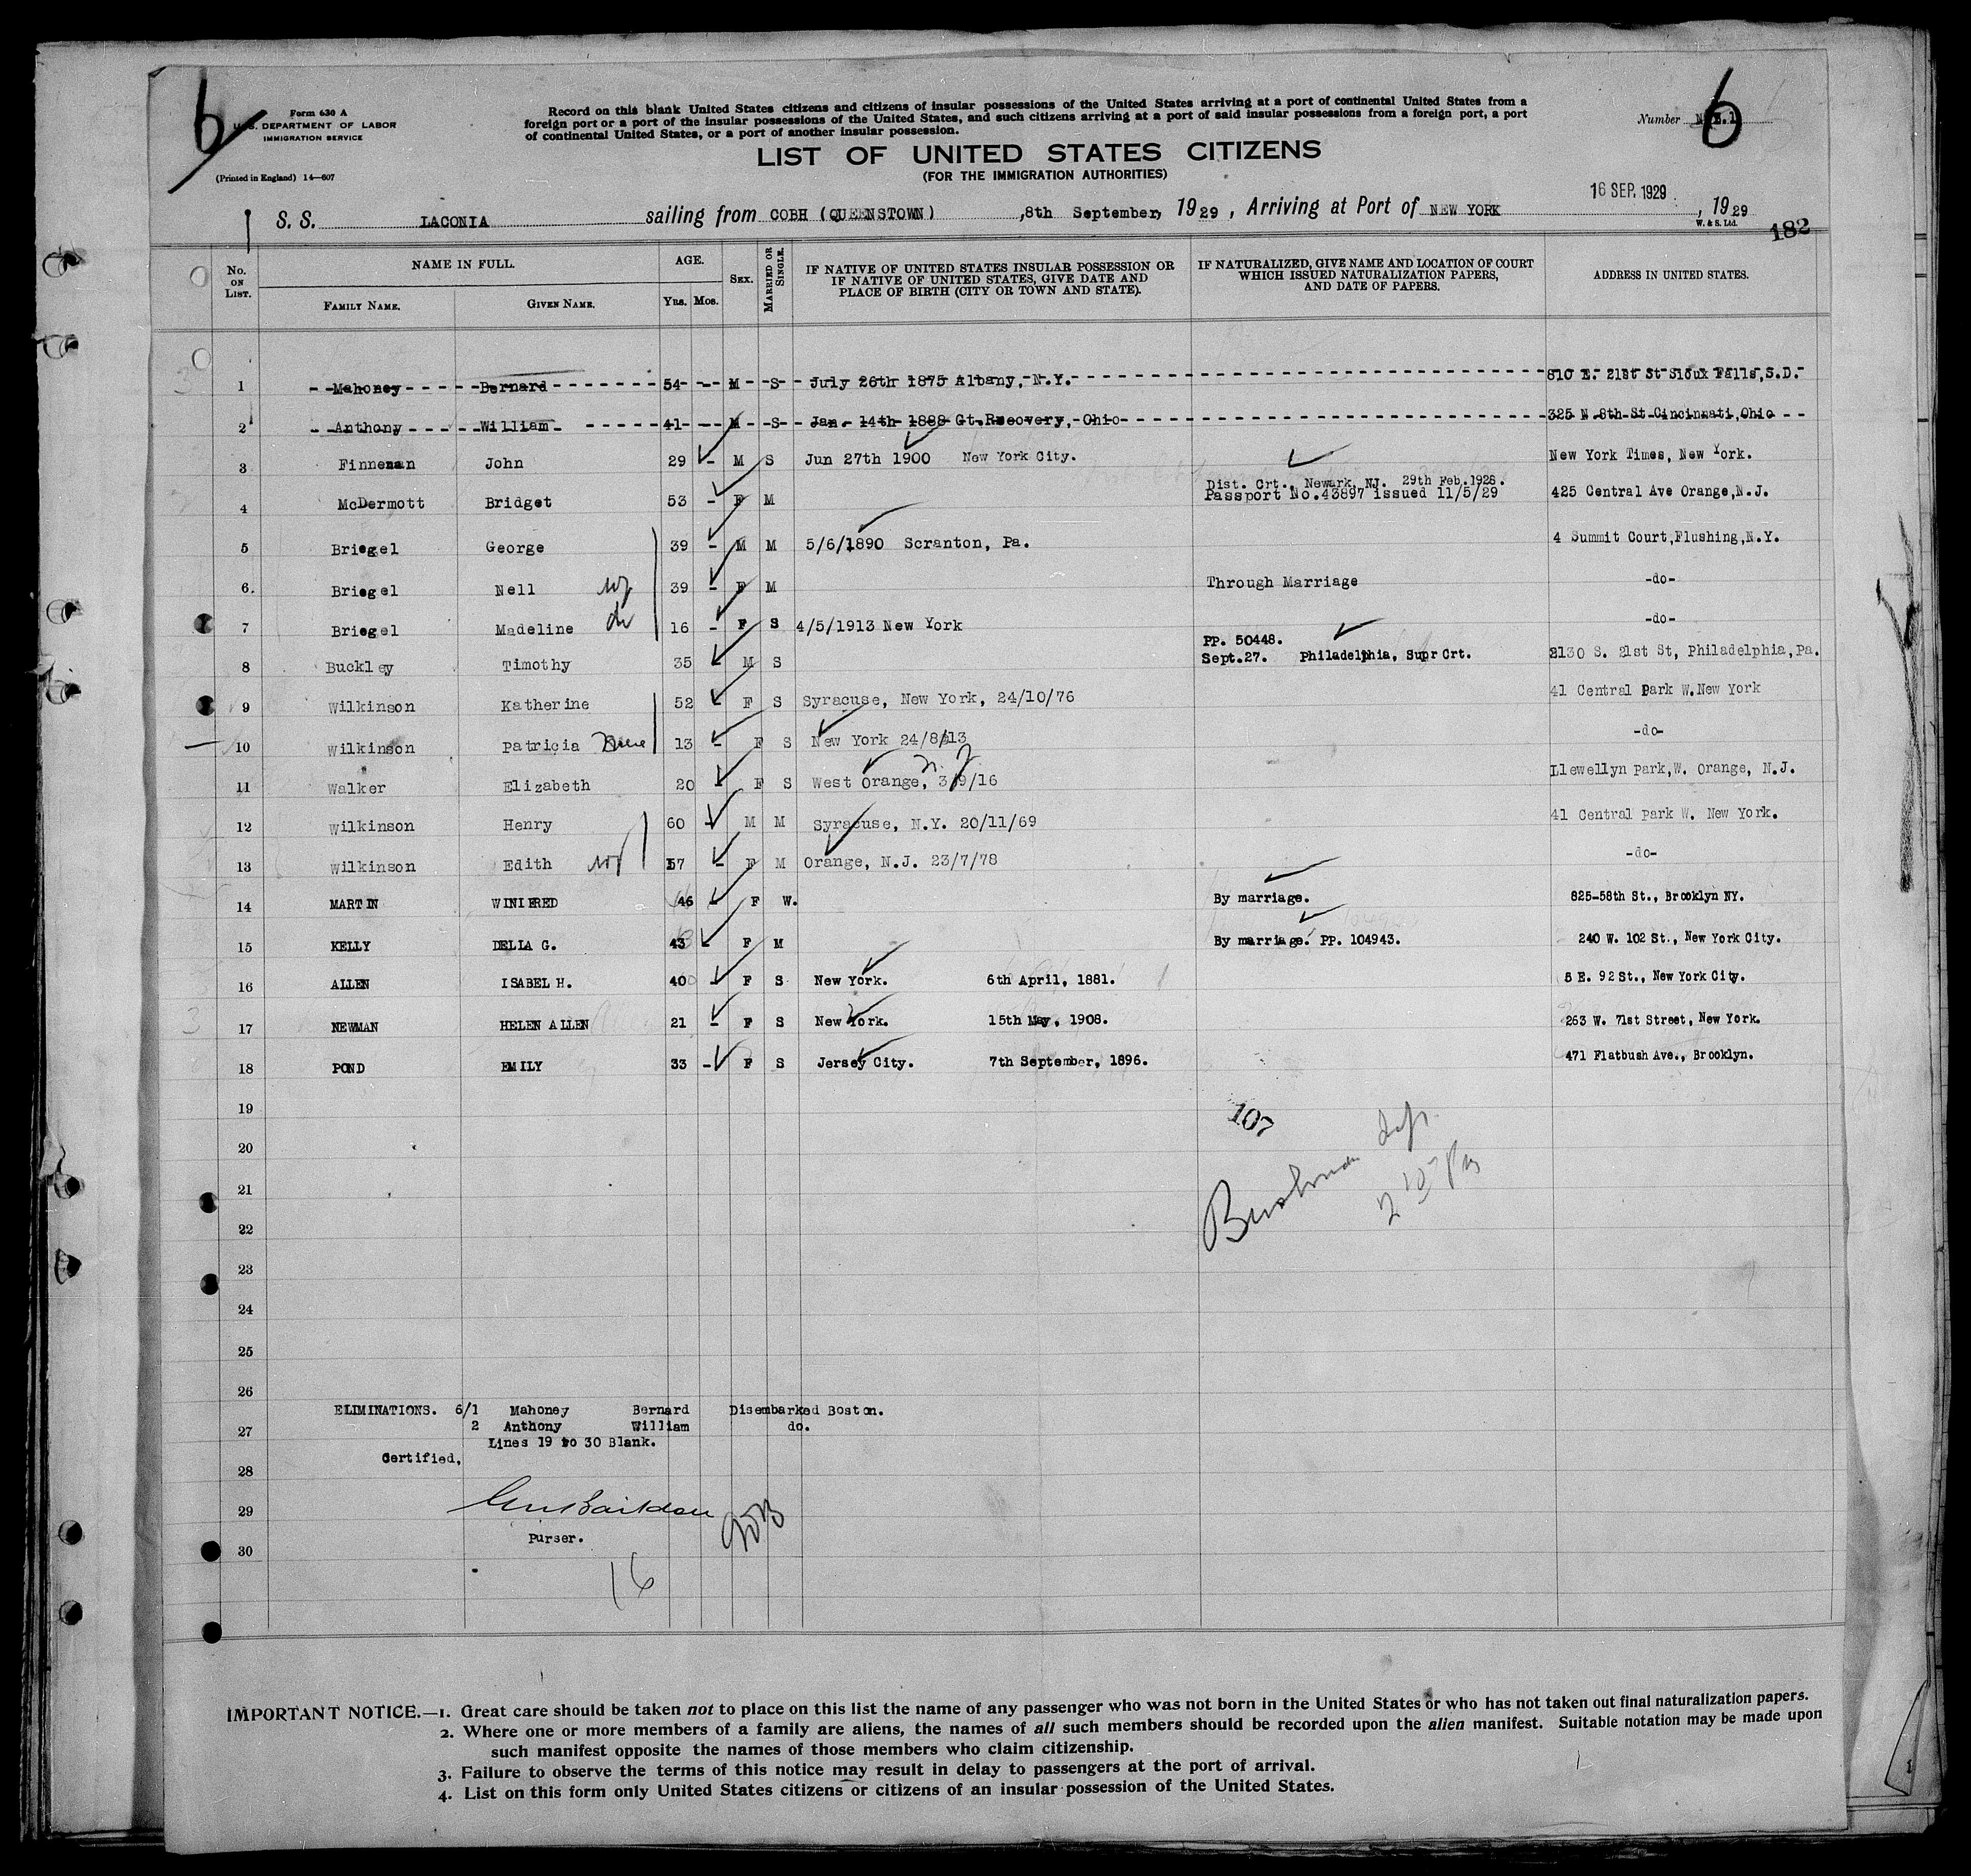 6
6
Form 630 A
U.S. DEPARTMENT OF LABOR
IMMIGRATION SERVICE
(Printed in England) 14—607
Record on this blank United States citizens and citizens of insular possessions of the United States arriving at a port of continental United States from a
foreign port or a port of the insular possessions of the United States, and such citizens arriving at a port of said insular possessions from a foreign port, a port
of continental United States, or a port of another insular possession.
Number
LIST OF UNITED STATES CITIZENS
(FOR THE IMMIGRATION AUTHORITIES)
S. S. LACONIA sailing from COBH (QUEENSTOWN) ,8th September, 1929, Arriving at Port of NEW YORK 16 SEP. 1929 , 1929
W. & S. Ltd.
182
No. ON LIST. NAME IN FULL. AGE. SEX. MARRIED OR SINGLE. IF NATIVE OF UNITED STATES INSULAR POSSESSION OR IF NATIVE OF UNITED STATES, GIVE DATE AND PLACE OF BIRTH (CITY OR TOWN AND STATE). IF NATURALIZED, GIVE NAME AND LOCATION OF COURT WHICH ISSUED NATURALIZATION PAPERS, AND DATE OF PAPERS. ADDRESS IN UNITED STATES.
FAMILY NAME. GIVEN NAME. YRS. MOS.
1 Mahoney Bernard 54 - M S July 26th 1875 Albany, N.Y. 810 E. 21st St Sioux Falls,S.D.
2 Anthony William 41 - M S Jan. 14th 1888 Gt.Recovery, Ohio 325 N 8th St Cincinnati,Ohio
3 Finnenan John 29 - M S Jun 27th 1900 New York City. New York Times, New York.
Dist. Crt., Newark NJ. 29th Feb.1928.
4 McDermott Bridget 53 - F M Passport No.43897 issued 11/5/29 425 Central Ave Orange,N.J.
5 Briegel George 39 - M M 5/6/1890 Scranton, Pa. 4 Summit Court,Flushing,N.Y.
6. Briegel Nell 39 - F M Through Marriage -do-
7 Briegel Madeline 16 - F S 4/5/1913 New York -do-
PP. 50448.
8 Buckley Timothy 35 M S Sept.27. Philadelphia, Supr Crt. 2130 S. 21st St, Philadelphia,Pa.
9 Wilkinson Katherine 52 F S Syracuse, New York, 24/10/76 41 Central Park W.New York
10 Wilkinson Patricia 13 - F S New York 24/8/13 -do-
11 Walker Elizabeth 20 F S West Orange, 3/9/16 Llewellyn Park,W. Orange, N.J.
12 Wilkinson Henry 60 - M M Syracuse, N.Y. 20/11/69 41 Central Park W. New York.
13 Wilkinson Edith 57 - F M Orange, N.J. 23/7/78 -do-
14 MARTIN WINIFRED 46 - F W. By marriage. 825-58th St., Brooklyn NY.
15 KELLY DELIA G. 43 - F M By marriage. PP. 104943. 240 W. 102 St., New York City.
16 ALLEN ISABEL H. 40 - F S New York. 6th April, 1881. 5 E. 92 St., New York City.
17 NEWMAN HELEN ALLEN 21 - F S New York. 15th May, 1908. 263 W. 71st Street, New York.
18 POND EMILY 33 - F S Jersey City. 7th September, 1896. 471 Flatbush Ave., Brooklyn.
19
107
20
21
22
23
24
25
26
ELIMINATIONS. 6/1 Mahoney Bernard Disembarked Boston.
27 2 Anthony William do.
Lines 19 to 30 Blank.
Certified,
28
29
Purser.
30
16
IMPORTANT NOTICE.—1. Great care should be taken not to place on this list the name of any passenger who was not born in the United States or who has not taken out final naturalization papers.
2. Where one or more members of a family are aliens, the names of all such members should be recorded upon the alien manifest. Suitable notation may be made upon
such manifest opposite the names of those members who claim citizenship.
3. Failure to observe the terms of this notice may result in delay to passengers at the port of arrival.
4. List on this form only United States citizens or citizens of an insular possession of the United States.